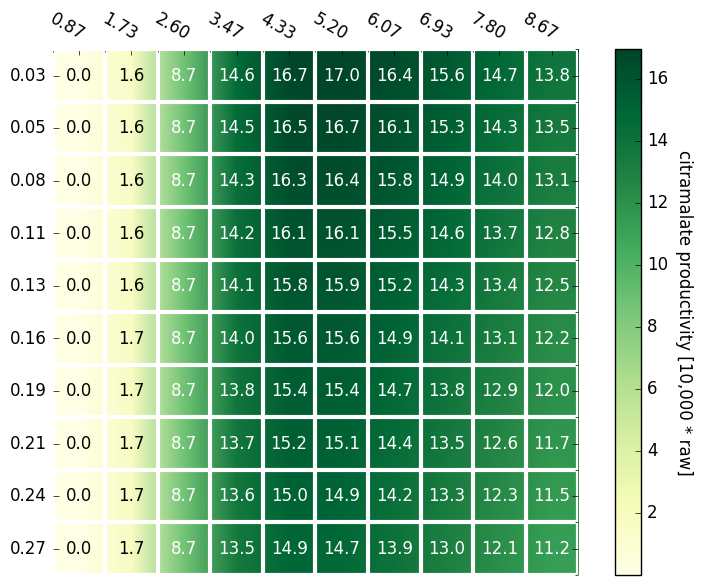 0.87 1.73 2.60 3.47 4.33 5.20 6.07 6.93 7.80 8.67
0.03 0.0 1.6 8.7 14.6 16.7 17.0 16.4 15.6 14.7 13.8
0.05 0.0 1.6 8.7 14.5 16.5 16.7 16.1 15.3 14.3 13.5
0.08 0.0 1.6 8.7 14.3 16.3 16.4 15.8 14.9 14.0 13.1
0.11 0.0 1.6 8.7 14.2 16.1 16.1 15.5 14.6 13.7 12.8
0.13 0.0 1.6 8.7 14.1 15.8 15.9 15.2 14.3 13.4 12.5
0.16 0.0 1.7 8.7 14.0 15.6 15.6 14.9 14.1 13.1 12.2
0.19 0.0 1.7 8.7 13.8 15.4 15.4 14.7 13.8 12.9 12.0
0.21 0.0 1.7 8.7 13.7 15.2 15.1 14.4 13.5 12.6 11.7
0.24 0.0 1.7 8.7 13.6 15.0 14.9 14.2 13.3 12.3 11.5
0.27 0.0 1.7 8.7 13.5 14.9 14.7 13.9 13.0 12.1 11.2
16
14
12
10
8
6
4
2
citramalate productivity [10,000 * raw]